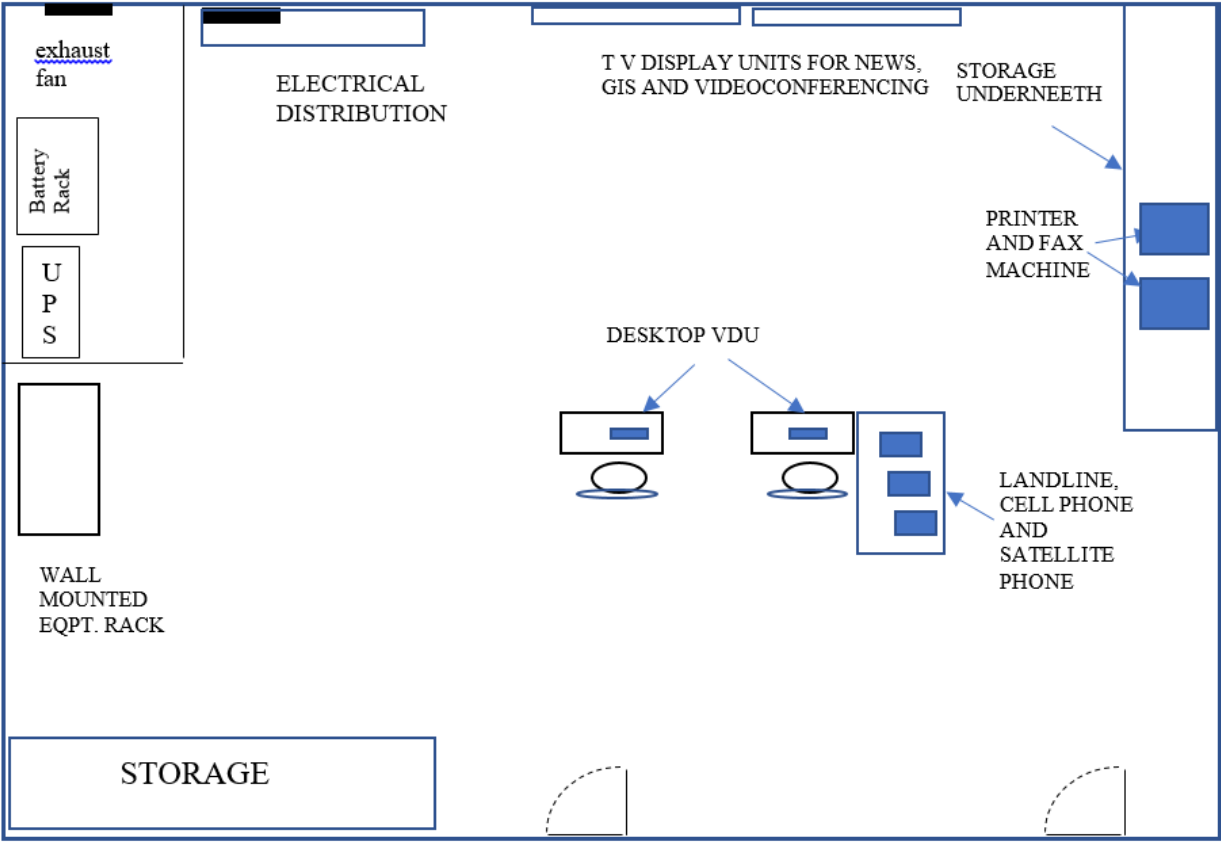 exhaust
fan
ELECTRICAL
DISTRIBUTION
T V DISPLAY UNITS FOR NEWS,
GIS AND VIDEOCONFERENCING
STORAGE
UNDERNEETH
Battery
Rack
PRINTER
AND FAX
MACHINE
U
P
S
DESKTOP VDU
LANDLINE,
CELL PHONE
AND
SATELLITE
PHONE
WALL
MOUNTED
EQPT. RACK
STORAGE